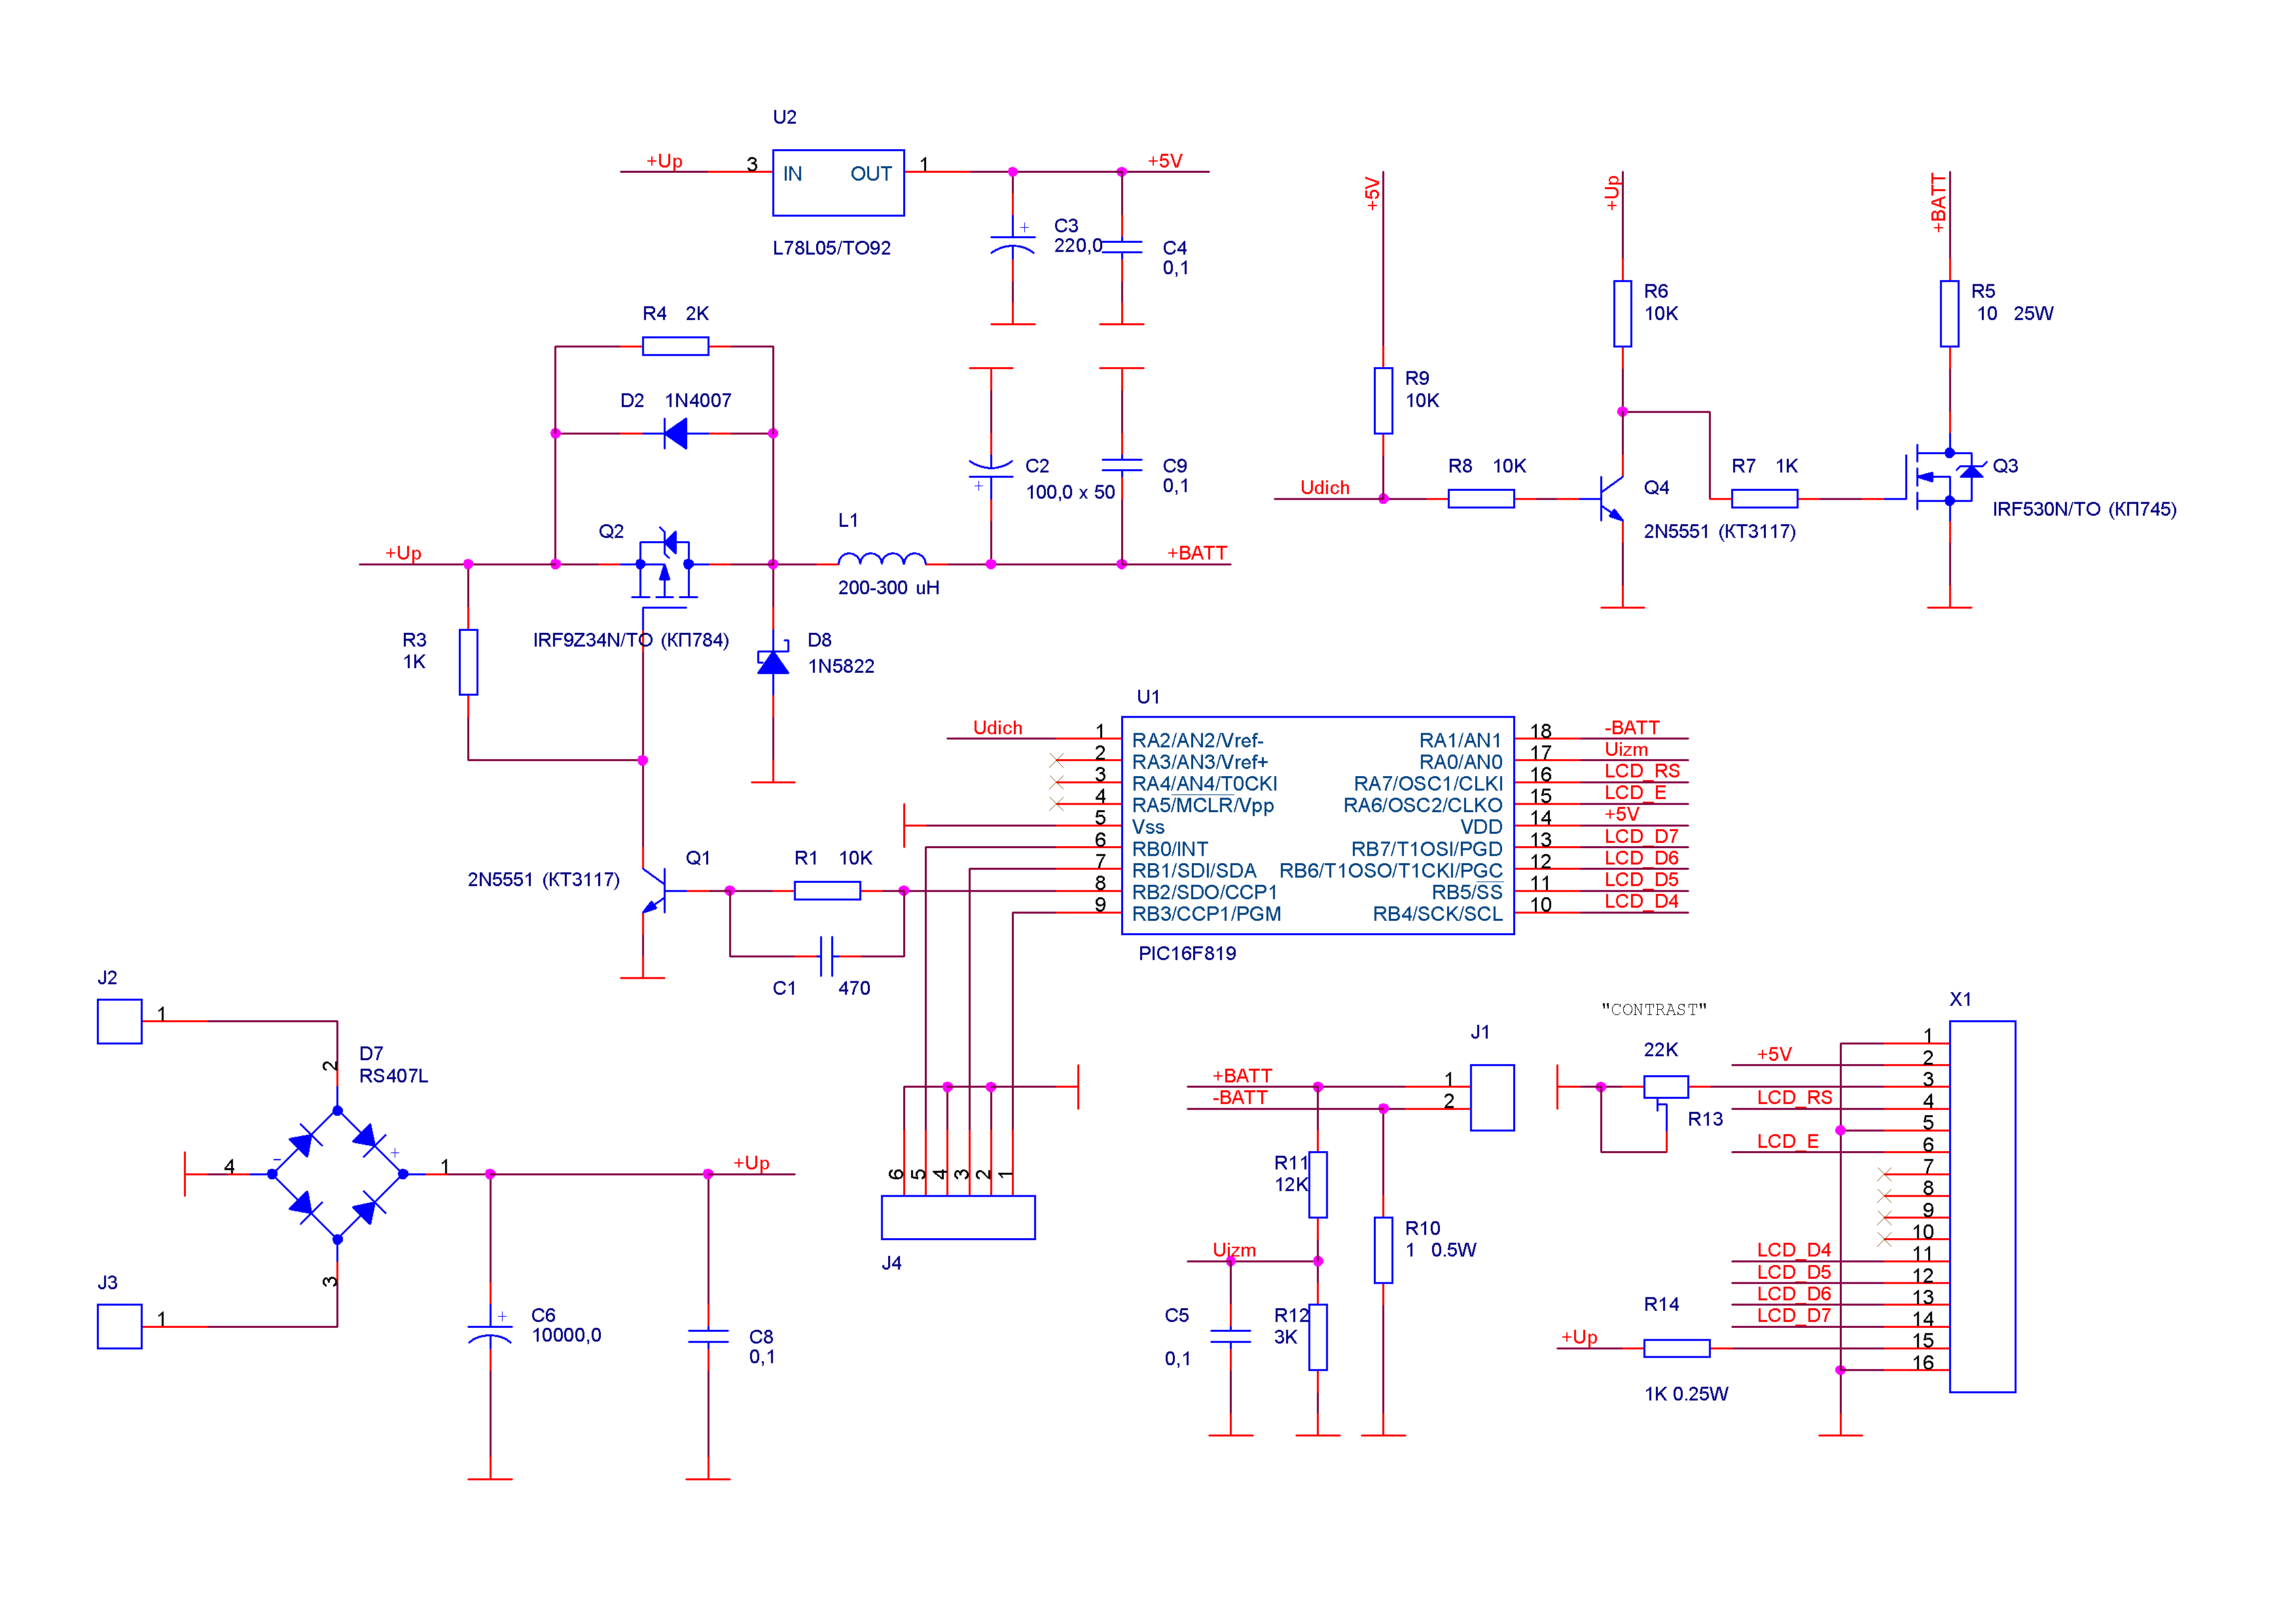 U2
+Up
3
IN
OUT
1
+5V
L78L05/TO92
C3
220,0
C4
0,1
R4 2K
D2 1N4007
C2
100,0 x 50
C9
0,1
Q2
L1
+Up
+BATT
200-300 uH
IRF9Z34N/TO (КП784)
R3
1K
D8
1N5822
+5V
+Up
+BATT
R6
10K
R5
10 25W
R9
10K
Udich
R8 10K
Q4
2N5551 (КТ3117)
R7 1K
Q3
IRF530N/TO (КП745)
U1
Udich
1
RA2/AN2/Vref-
2
RA3/AN3/Vref+
3
RA4/AN4/T0CKI
4
RA5/MCLR/Vpp
5
Vss
6
RB0/INT
7
RB1/SDI/SDA
8
RB2/SDO/CCP1
9
RB3/CCP1/PGM
RA1/AN1
18
-BATT
RA0/AN0
17
Uizm
RA7/OSC1/CLKI
16
LCD_RS
RA6/OSC2/CLKO
15
LCD_E
VDD
14
+5V
RB7/T1OSI/PGD
13
LCD_D7
RB6/T1OSO/T1CKI/PGC
12
LCD_D6
RB5/SS
11
LCD_D5
RB4/SCK/SCL
10
LCD_D4
PIC16F819
Q1
2N5551 (КТ3117)
R1 10K
C1 470
J2
1
D7
RS407L
2
-
+
4
1
3
J3
1
+Up
+
C6
10000,0
C8
0,1
6
5
4
3
2
1
J4
J1
+BATT
1
-BATT
2
R11
12K
Uizm
R10
1 0.5W
C5
0,1
R12
3K
"CONTRAST"
22K
R13
X1
1
+5V
2
3
LCD_RS
4
5
LCD_E
6
7
8
9
10
LCD_D4
11
LCD_D5
12
LCD_D6
13
LCD_D7
14
R14
+Up
15
16
1K 0.25W